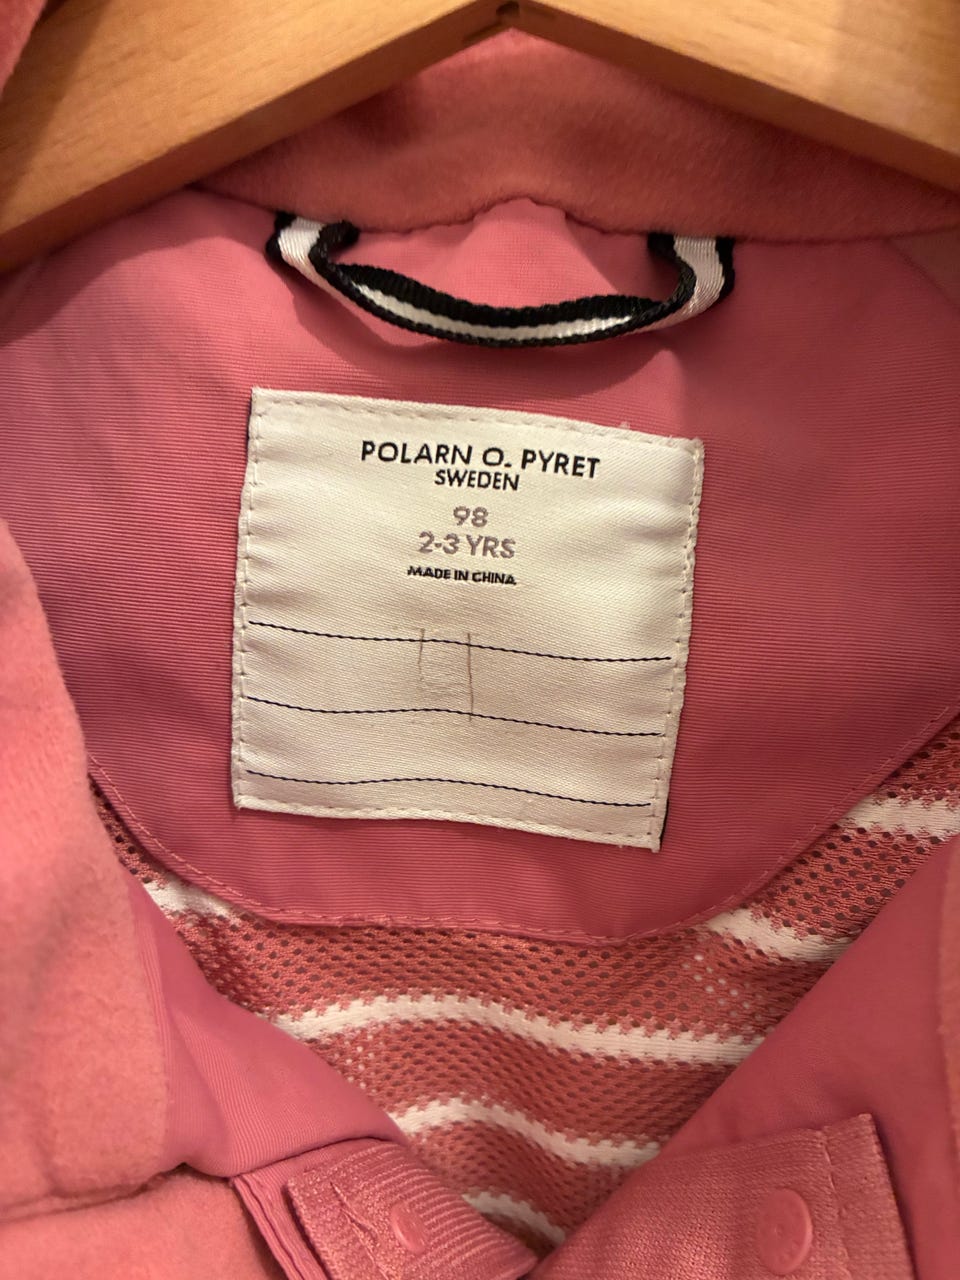 POLARN O. PYRET
SWEDEN
98
2-3 YRS
MADE IN CHINA